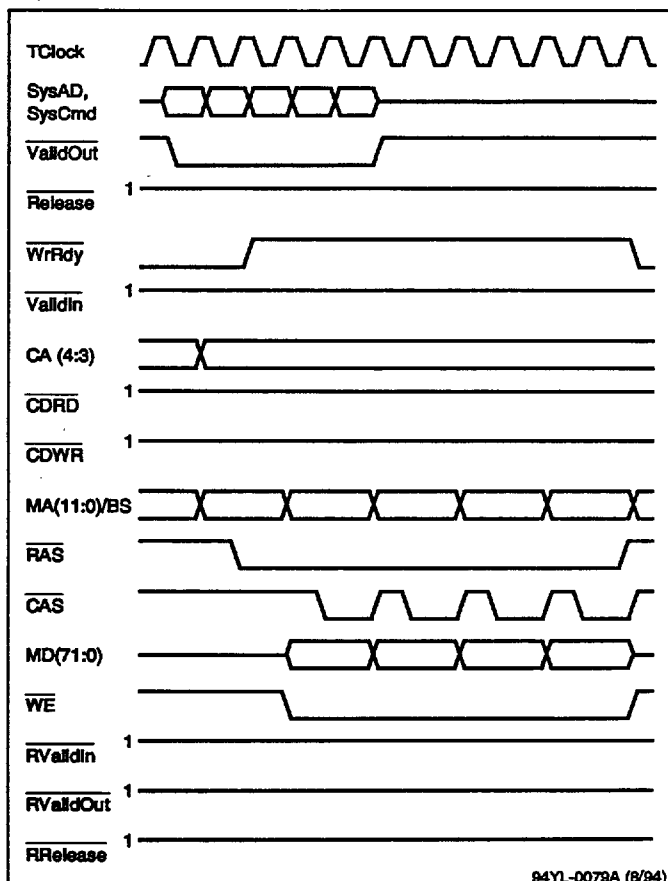 TClock
SysAD,
SysCmd
ValidOut
Release 1
WrRdy
ValidIn 1
CA (4:3)
CDRD 1
CDWR 1
MA(11:0)/BS
RAS
CAS
MD(71:0)
WE
RValidIn 1
RValidOut 1
RRelease 1
94YL-0079A (8/94)